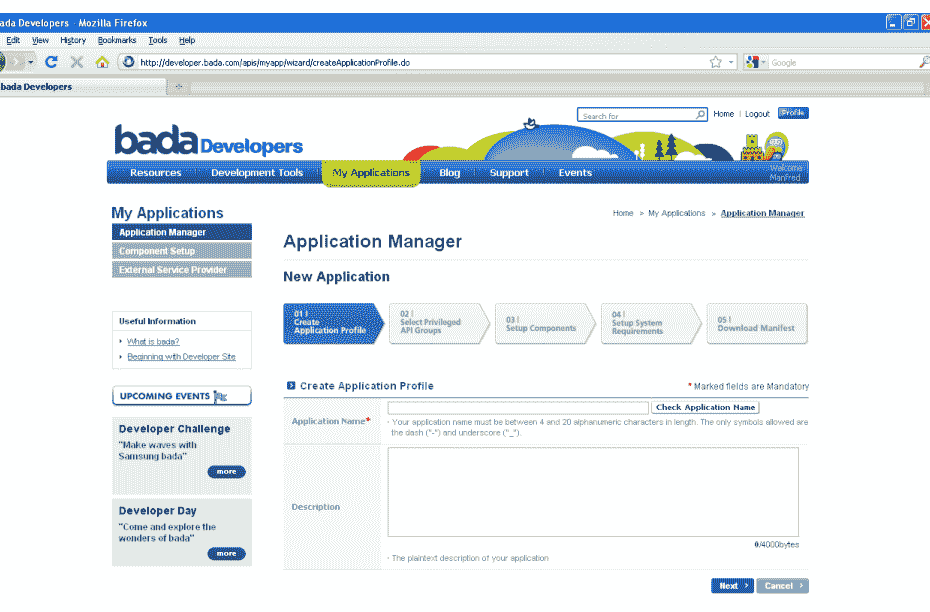 bada Developers - Mozilla Firefox
Edit View History Bookmarks Tools Help
http://developer.bada.com/apis/myapp/wizard/createApplicationProfile.do
Google
bada Developers
Search for
Home | Logout Profile
bada Developers
Resources Development Tools My Applications Blog Support Events
Welcome
Manfred
My Applications
Application Manager
Component Setup
External Service Provider
Useful Information
What is bada?
Beginning with Developer Site
UPCOMING EVENTS
Developer Challenge
"Make waves with
Samsung bada"
more
Developer Day
"Come and explore the
wonders of bada"
more
Home > My Applications > Application Manager
Application Manager
New Application
01 |
Create
Application Profile
02 |
Select Privileged
API Groups
03 |
Setup Components
04 |
Setup System
Requirements
05 |
Download Manifest
Create Application Profile
* Marked fields are Mandatory
Application Name*
Check Application Name
- Your application name must be between 4 and 20 alphanumeric characters in length. The only symbols allowed are
the dash ("-") and underscore ("_").
Description
0/4000bytes
- The plaintext description of your application
Next > Cancel >